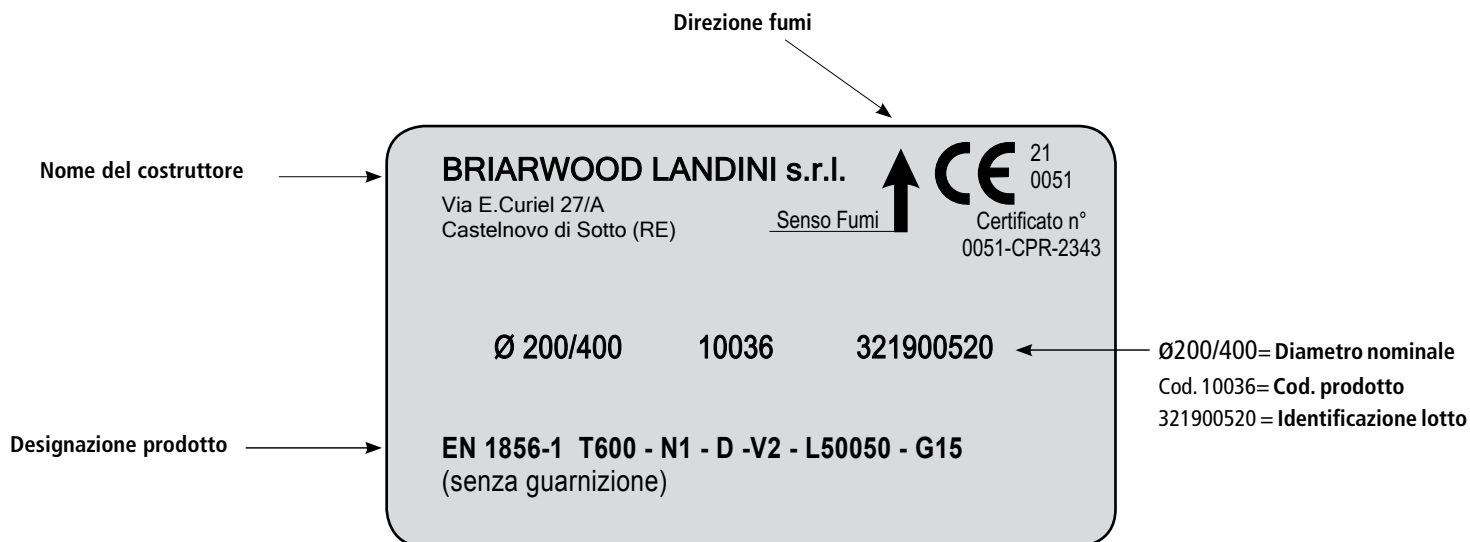 Direzione fumi
Nome del costruttore
BRIARWOOD LANDINI s.r.l.
Via E.Curiel 27/A
Castelnovo di Sotto (RE)
Senso Fumi
CE
21
0051
Certificato n°
0051-CPR-2343
Ø 200/400 10036 321900520
Ø200/400= Diametro nominale
Cod. 10036= Cod. prodotto
321900520 = Identificazione lotto
Designazione prodotto
EN 1856-1 T600 - N1 - D -V2 - L50050 - G15
(senza guarnizione)